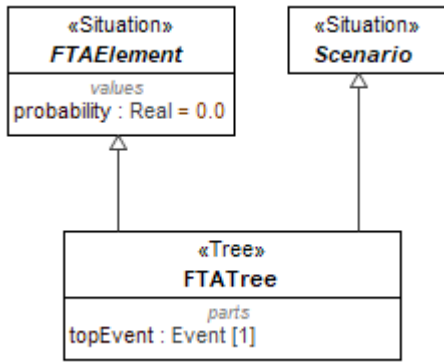 «Situation»
FTAElement
values
probability : Real = 0.0
«Situation»
Scenario
«Tree»
FTATree
parts
topEvent : Event [1]